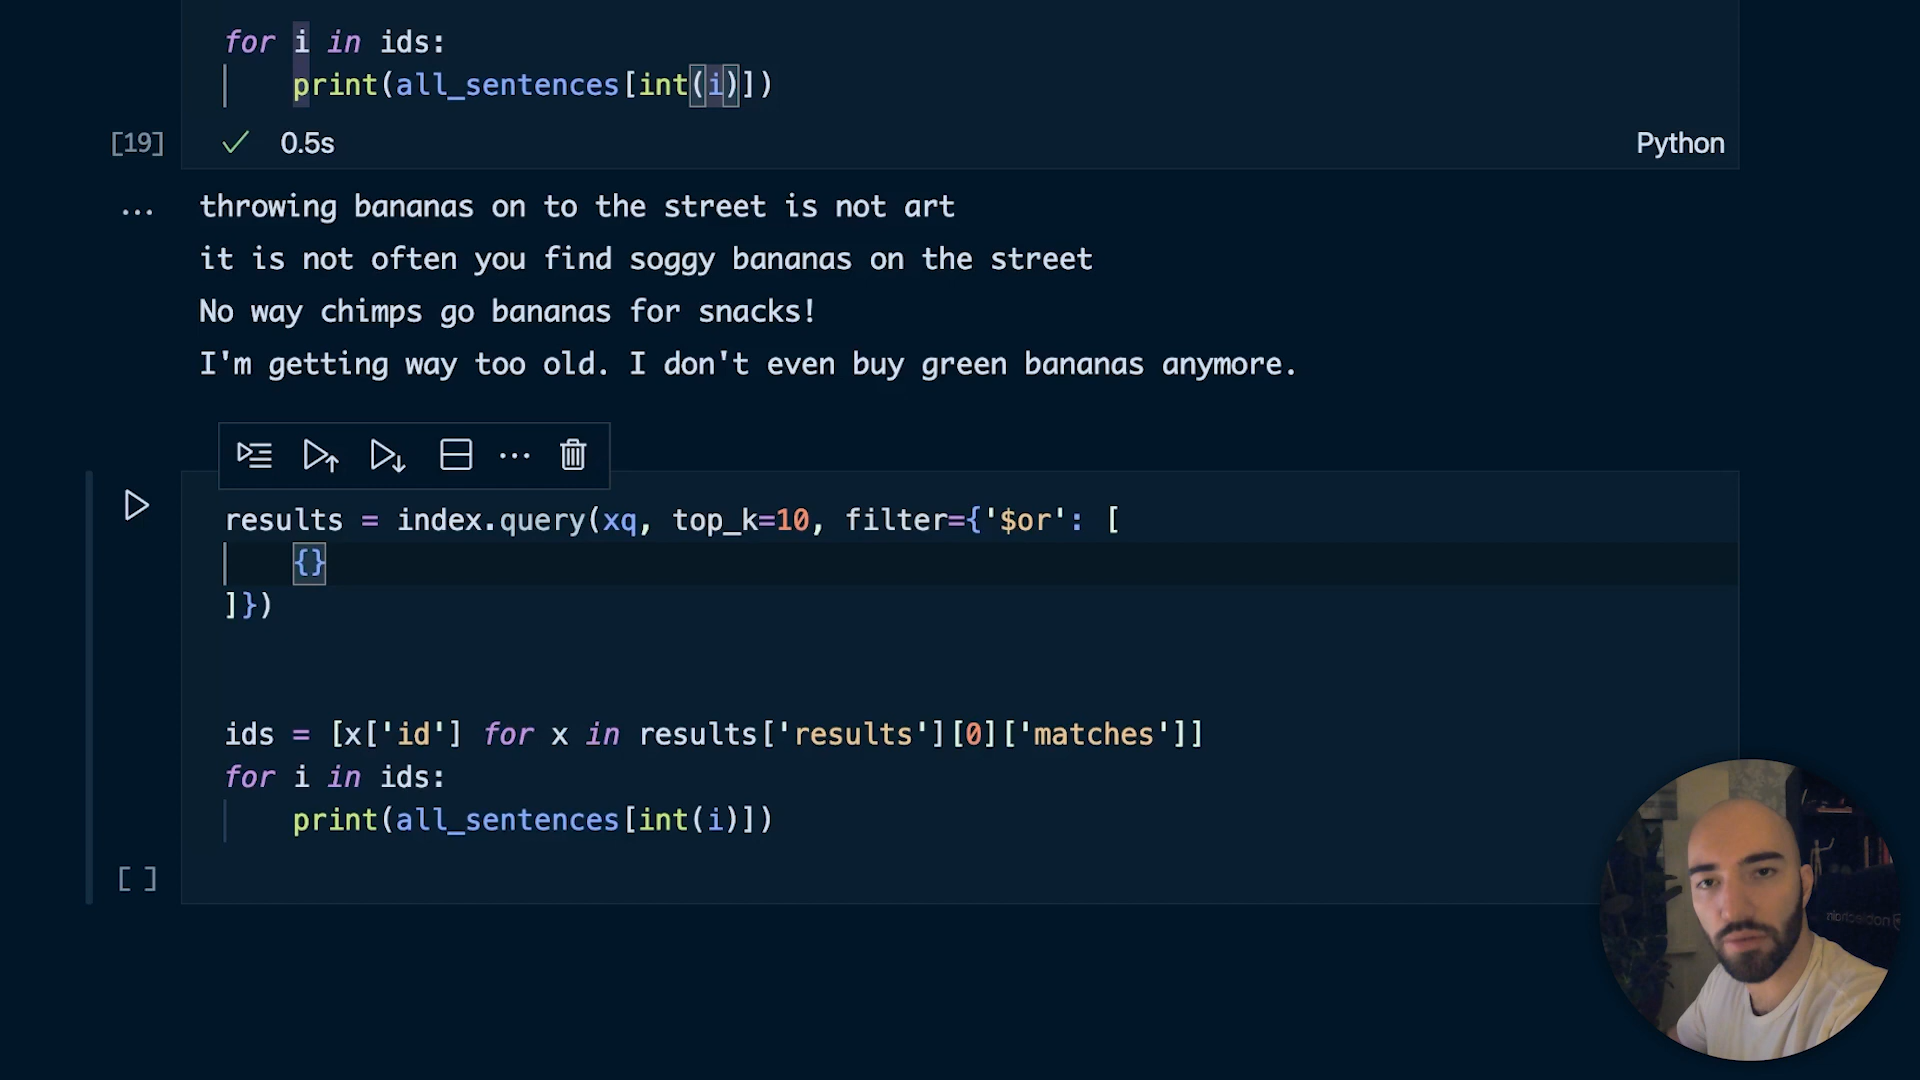 for i in ids:
print(all_sentences[int(i)])
[19]
0.5s
Python
... throwing bananas on to the street is not art
it is not often you find soggy bananas on the street
No way chimps go bananas for snacks!
I'm getting way too old. I don't even buy green bananas anymore.
results = index.query(xq, top_k=10, filter={'$or': [
{}
]})
ids = [x['id'] for x in results['results'][0]['matches']]
for i in ids:
print(all_sentences[int(i)])
[ ]